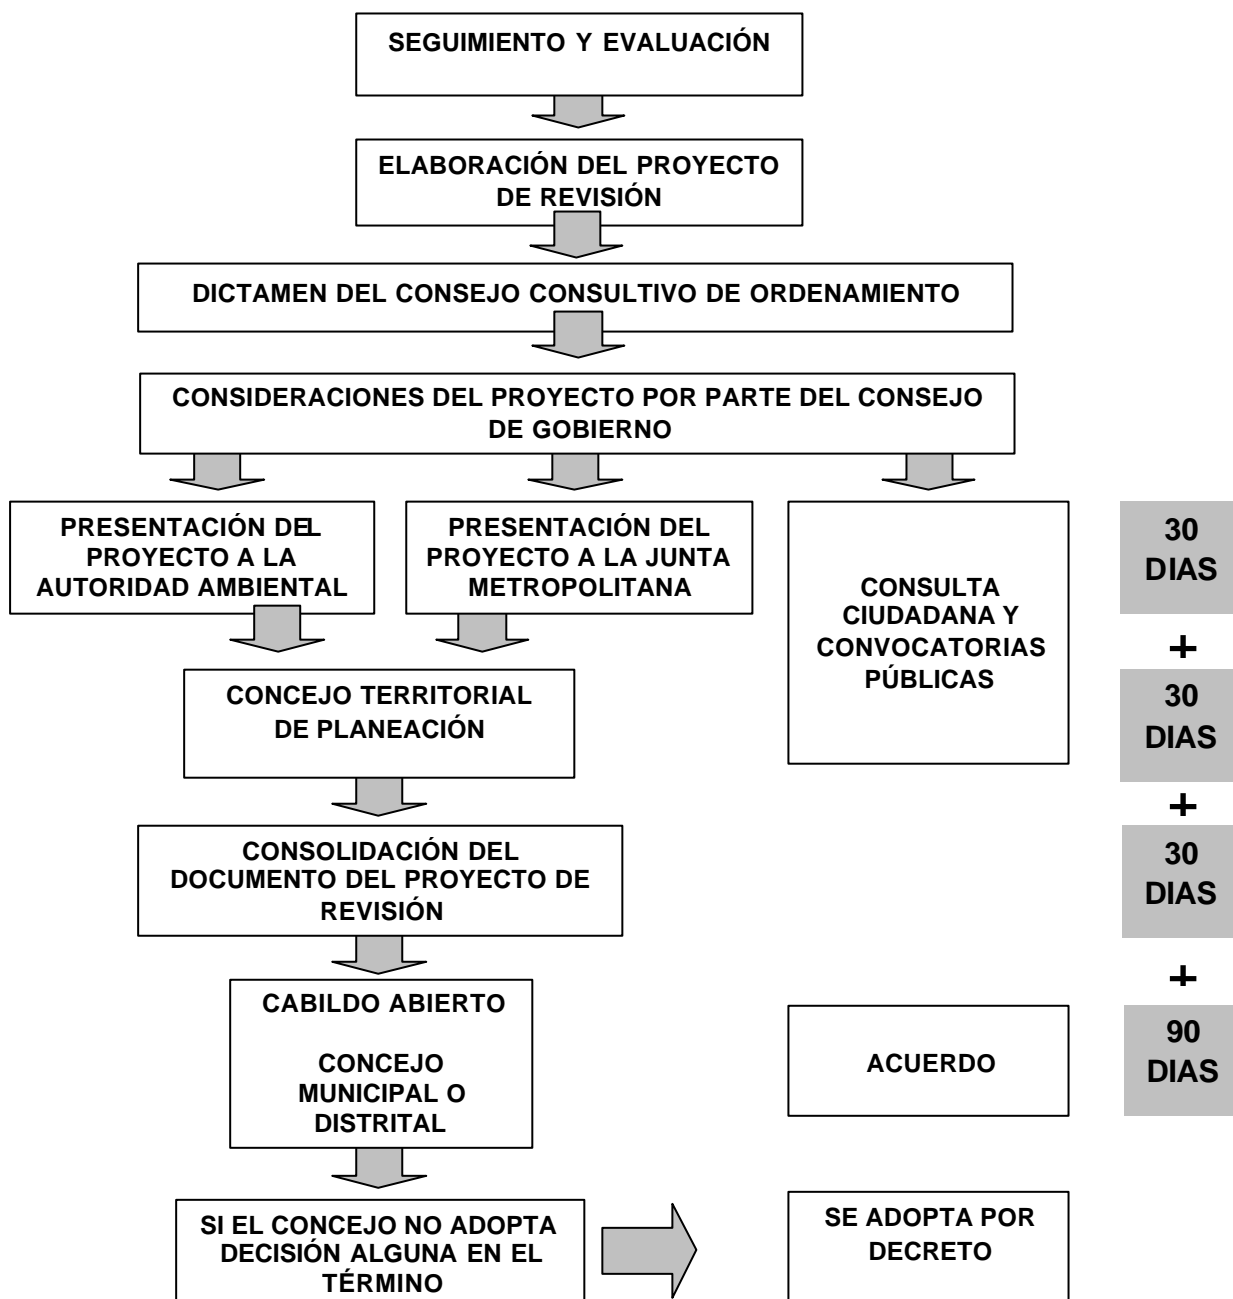 SEGUIMIENTO Y EVALUACIÓN
ELABORACIÓN DEL PROYECTO
DE REVISIÓN
DICTAMEN DEL CONSEJO CONSULTIVO DE ORDENAMIENTO
CONSIDERACIONES DEL PROYECTO POR PARTE DEL CONSEJO
DE GOBIERNO
PRESENTACIÓN DEL
PROYECTO A LA
AUTORIDAD AMBIENTAL
PRESENTACIÓN DEL
PROYECTO A LA JUNTA
METROPOLITANA
CONSULTA
CIUDADANA Y
CONVOCATORIAS
PÚBLICAS
30
DIAS
+
CONCEJO TERRITORIAL
DE PLANEACIÓN
30
DIAS
+
CONSOLIDACIÓN DEL
DOCUMENTO DEL PROYECTO DE
REVISIÓN
30
DIAS
+
CABILDO ABIERTO
CONCEJO
MUNICIPAL O
DISTRITAL
ACUERDO
90
DIAS
SI EL CONCEJO NO ADOPTA
DECISIÓN ALGUNA EN EL
TÉRMINO
SE ADOPTA POR
DECRETO